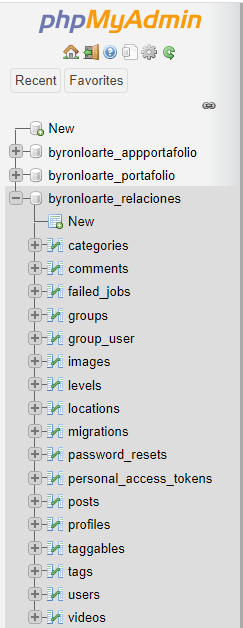 phpMyAdmin
Recent Favorites
New
byronloarte_appportafolio
byronloarte_portafolio
byronloarte_relaciones
New
categories
comments
failed_jobs
groups
group_user
images
levels
locations
migrations
password_resets
personal_access_tokens
posts
profiles
taggables
tags
users
videos